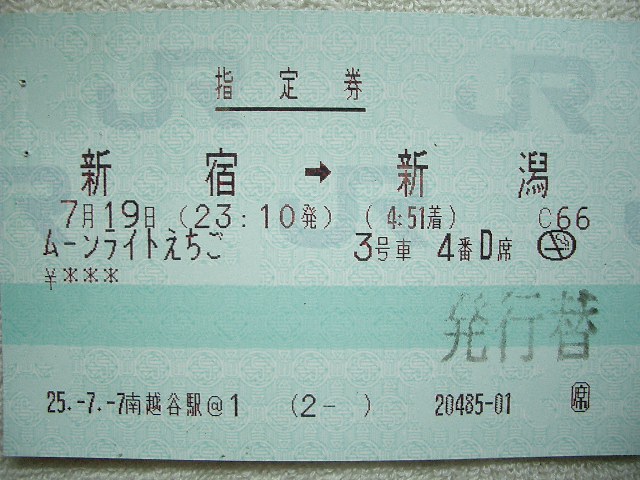 指定券
新宿 → 新潟
7月19日 (23:10発) (4:51着) C66
ムーンライトえちご 3号車 4番D席
¥****
発行替
25.-7.-7南越谷駅@1 (2- ) 20485-01 席